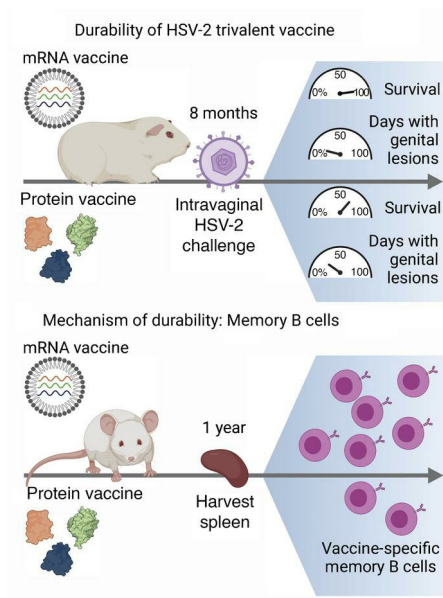 Durability of HSV-2 trivalent vaccine
mRNA vaccine
8 months
Protein vaccine
Intravaginal
HSV-2
challenge
50
0% 100
Survival
50
0% 100
Days with
genital
lesions
50
0% 100
Survival
50
0% 100
Days with
genital
lesions
Mechanism of durability: Memory B cells
mRNA vaccine
1 year
Protein vaccine
Harvest
spleen
Vaccine-specific
memory B cells